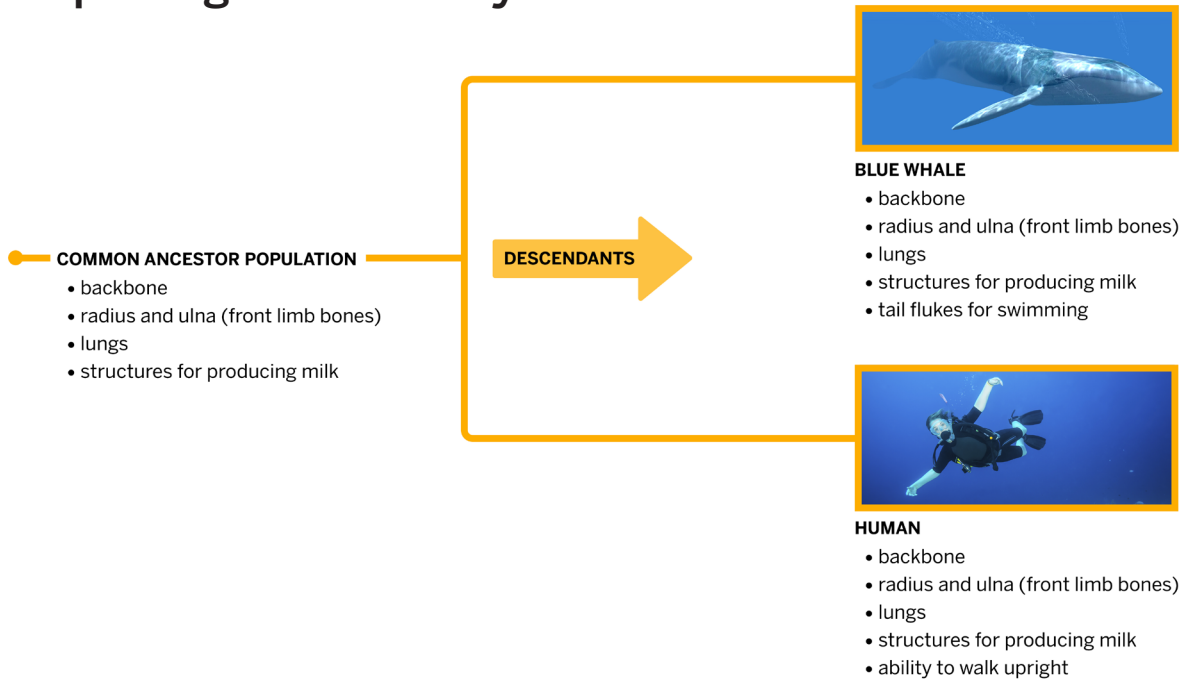 COMMON ANCESTOR POPULATION
• backbone
• radius and ulna (front limb bones)
• lungs
• structures for producing milk
DESCENDANTS
BLUE WHALE
• backbone
• radius and ulna (front limb bones)
• lungs
• structures for producing milk
• tail flukes for swimming
HUMAN
• backbone
• radius and ulna (front limb bones)
• lungs
• structures for producing milk
• ability to walk upright